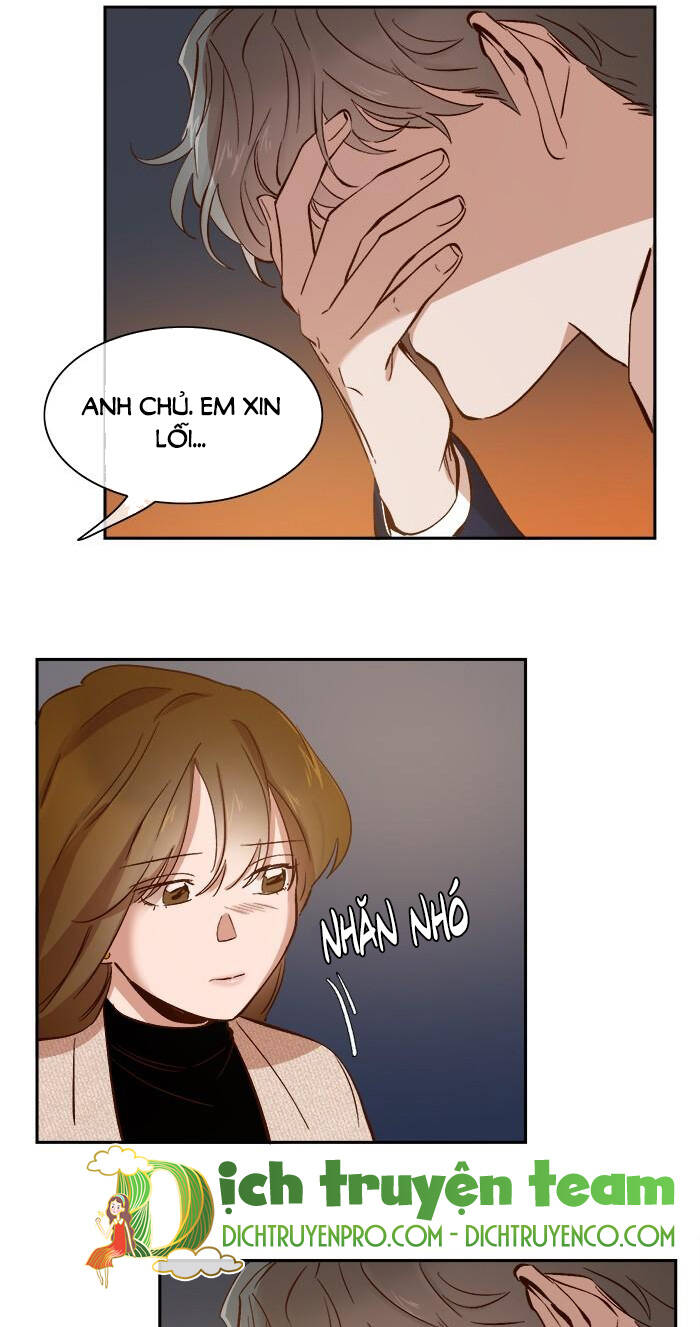 ANH CHỦ. EM XIN
LỖI...
NHĂN NHÓ
Dịch truyện team
DICHTRUYENPRO.COM - DICHTRUYENCO.COM